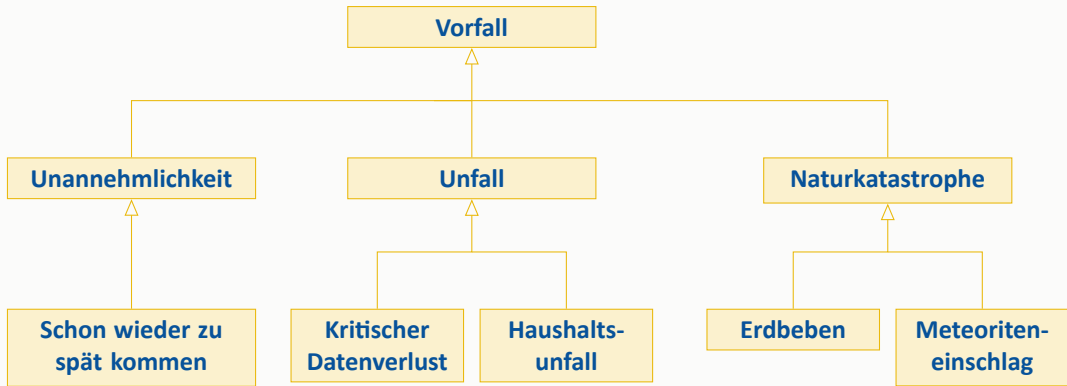 Vorfall
Unannehmlichkeit
Unfall
Naturkatastrophe
Schon wieder zu
spät kommen
Kritischer
Datenverlust
Haushalts-
unfall
Erdbeben
Meteoriten-
einschlag